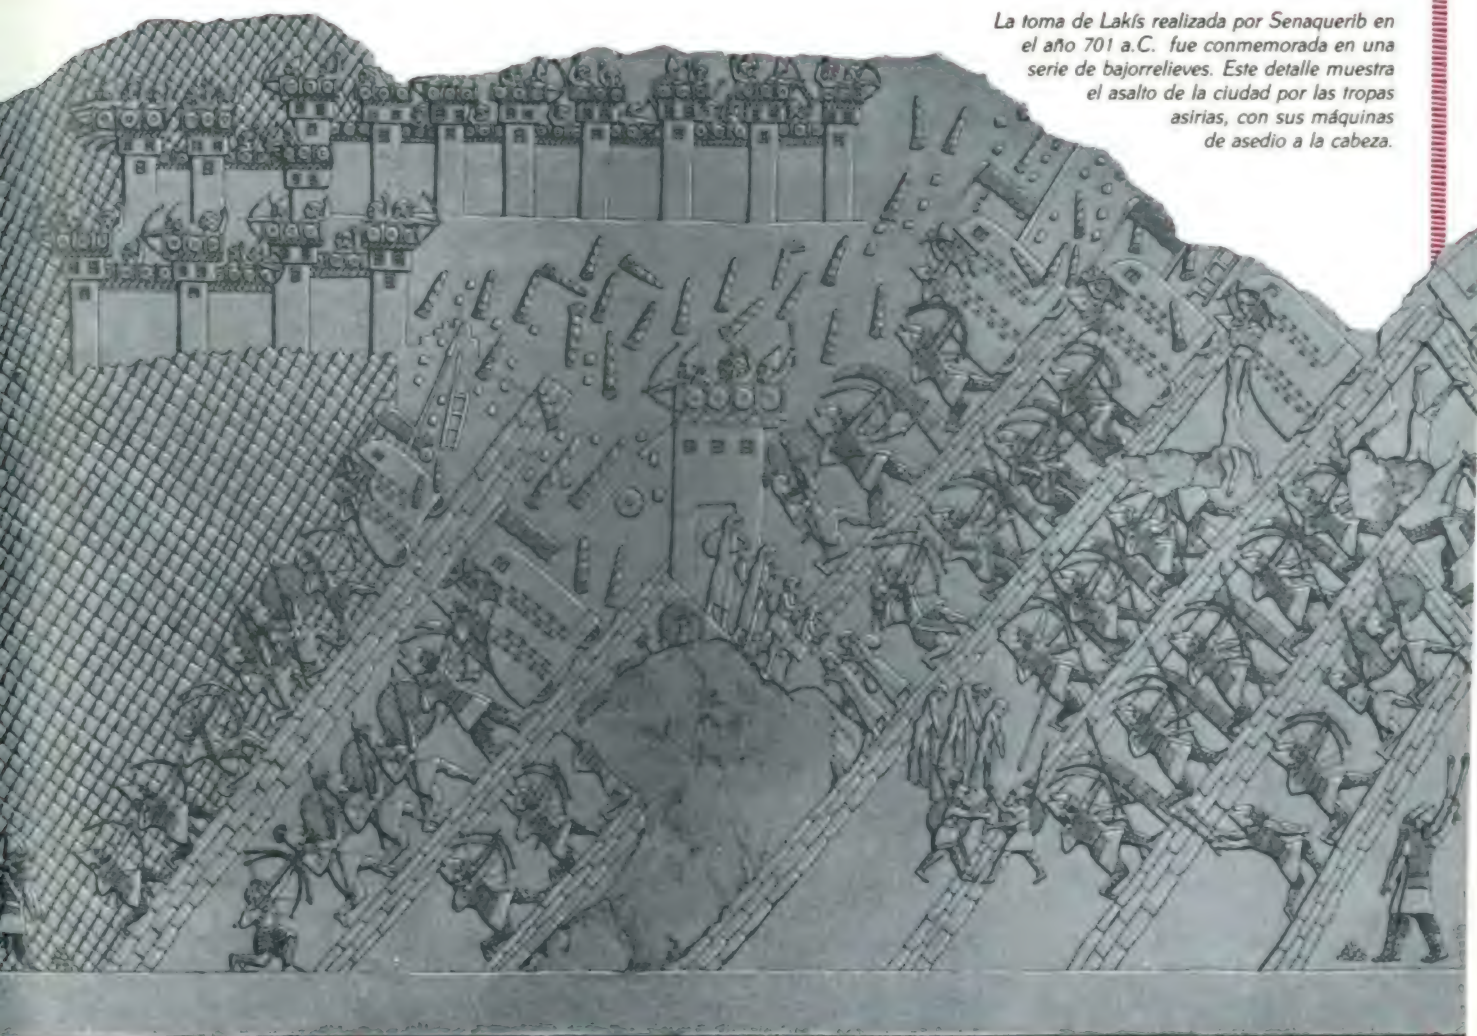 La toma de Lakís realizada por Senaquerib en
el año 701 a.C. fue conmemorada en una
serie de bajorrelieves. Este detalle muestra
el asalto de la ciudad por las tropas
asirias, con sus máquinas
de asedio a la cabeza.